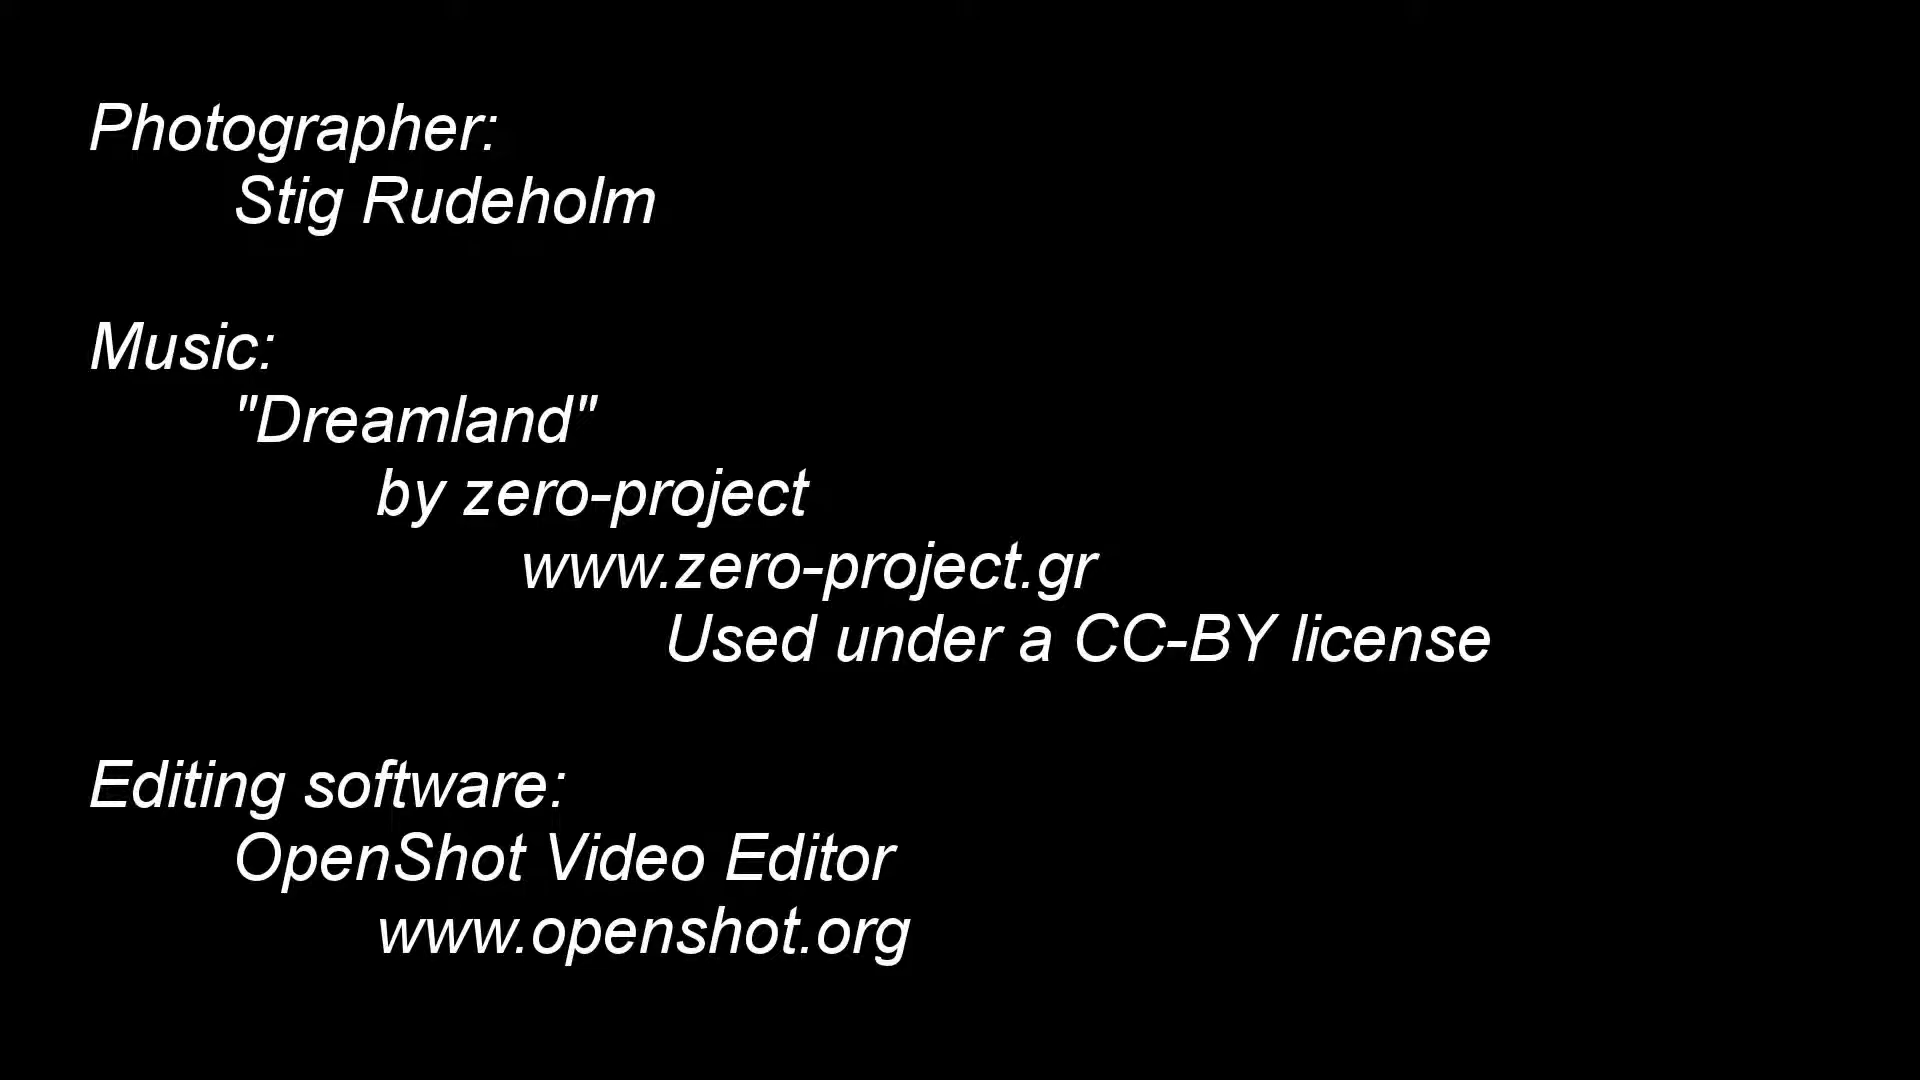 Photographer:
Stig Rudeholm
Music:
"Dreamland"
by zero-project
www.zero-project.gr
Used under a CC-BY license
Editing software:
OpenShot Video Editor
www.openshot.org